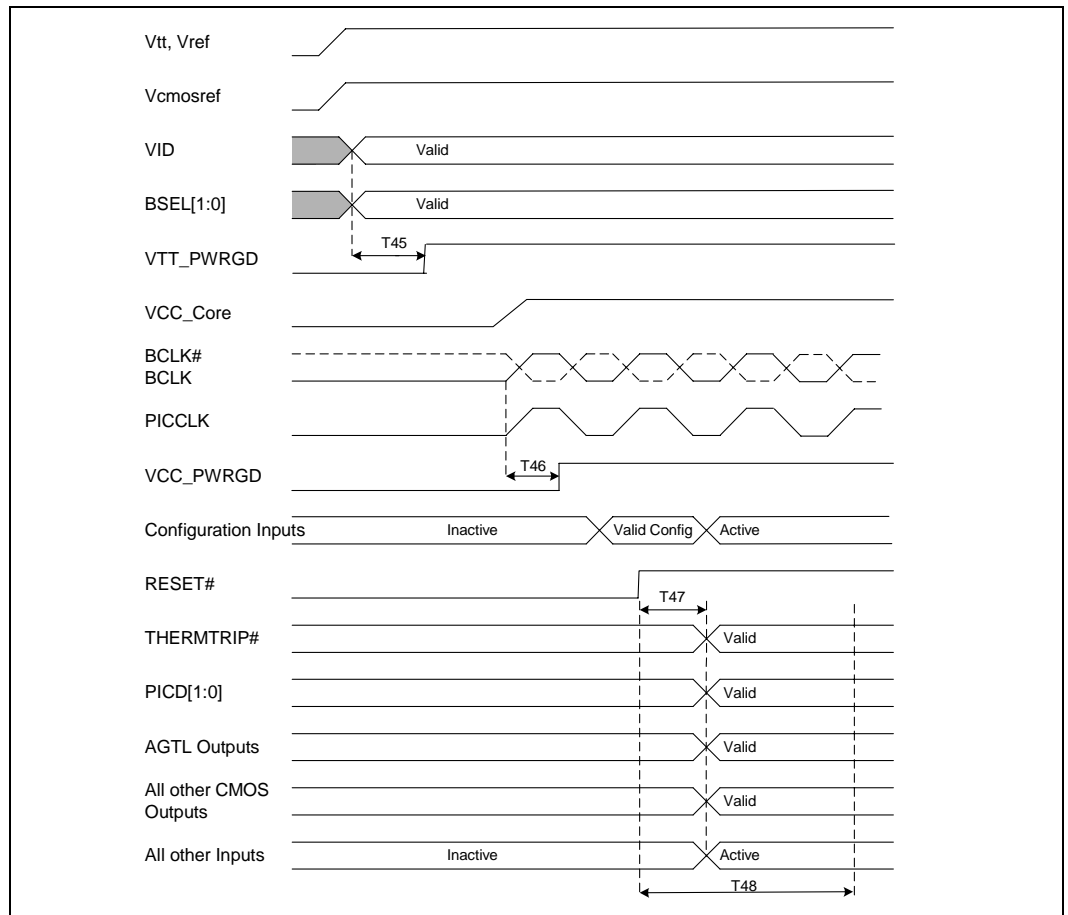 Vtt, Vref
Vcmosref
VID Valid
BSEL[1:0] Valid
T45
VTT_PWRGD
VCC_Core
BCLK#
BCLK
PICCLK
T46
VCC_PWRGD
Configuration Inputs Inactive Valid Config Active
RESET#
T47
THERMTRIP# Valid
PICD[1:0] Valid
AGTL Outputs Valid
All other CMOS
Outputs
Valid
All other Inputs Inactive Active
T48